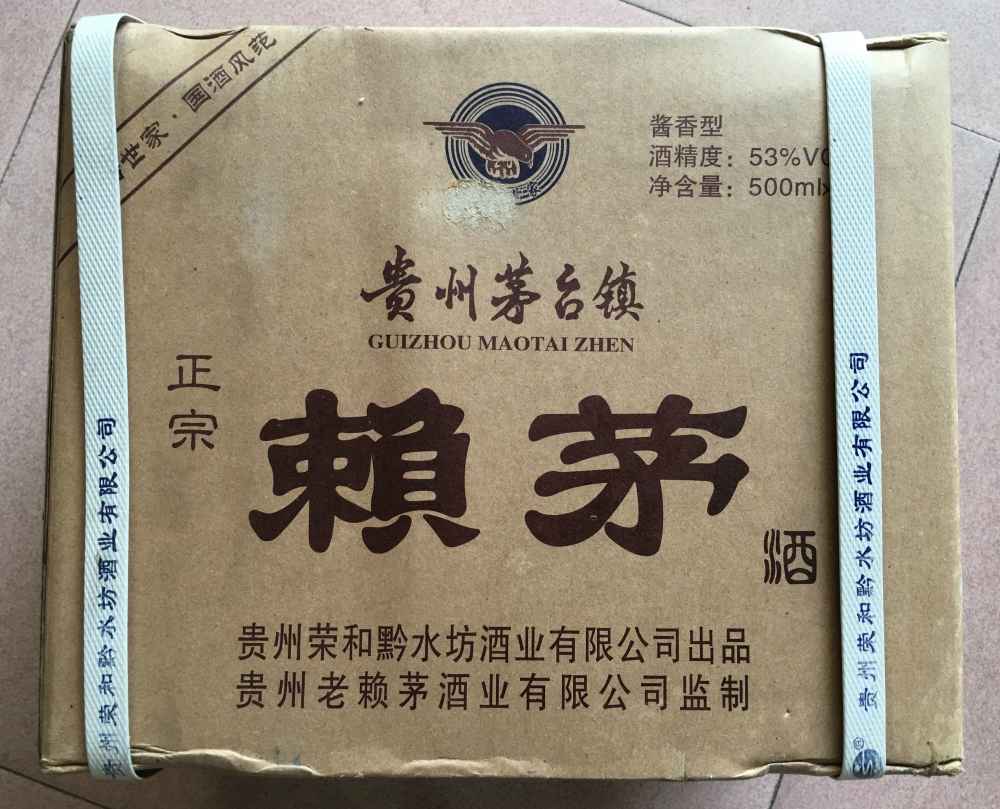 世家·国酒风范
酱香型
酒精度：53%VO
净含量：500ml
贵州茅台镇
GUIZHOU MAOTAI ZHEN
正宗
賴茅
酒
贵州荣和黔水坊酒业有限公司出品
贵州老赖茅酒业有限公司监制
贵州荣和黔水坊酒业有限公司
贵州荣和黔水坊酒业有限公司